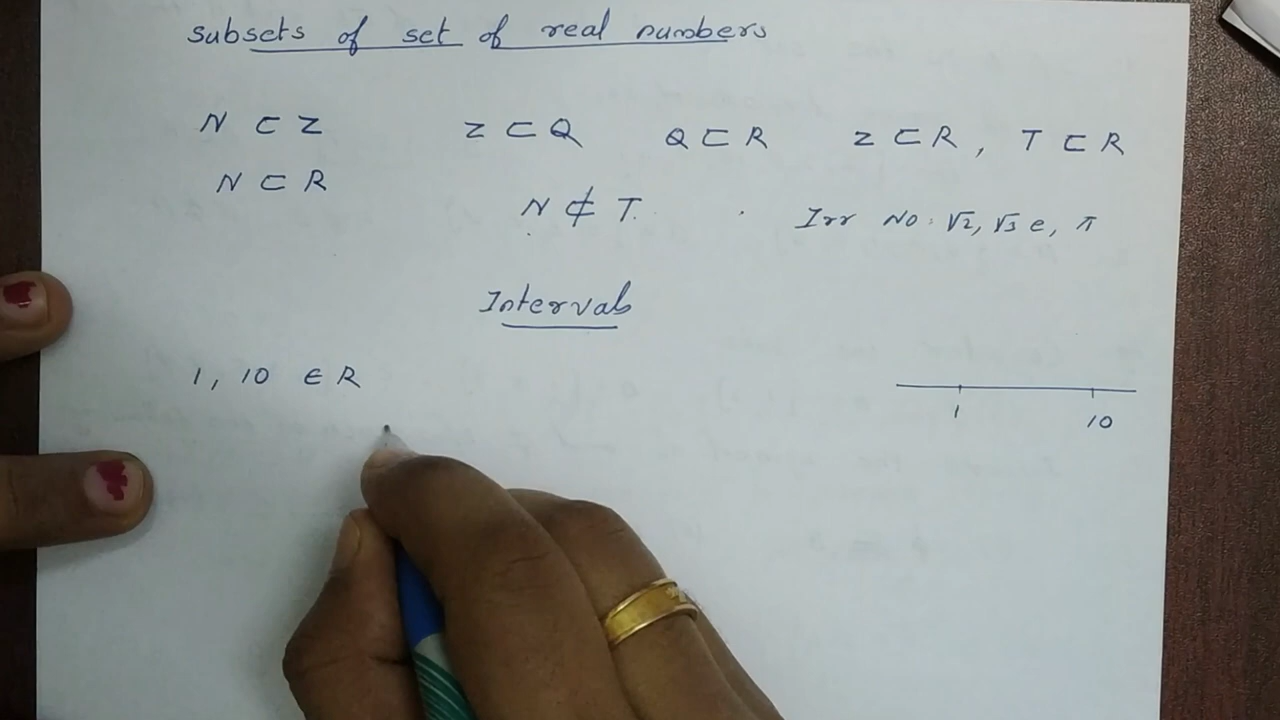 subsets of set of real numbers
N ⊂ Z Z ⊂ Q Q ⊂ R Z ⊂ R , T ⊂ R
N ⊂ R
N ⊄ T. Irr No: √2, √3 e, π
Intervals
1, 10 ∈ R
1 10